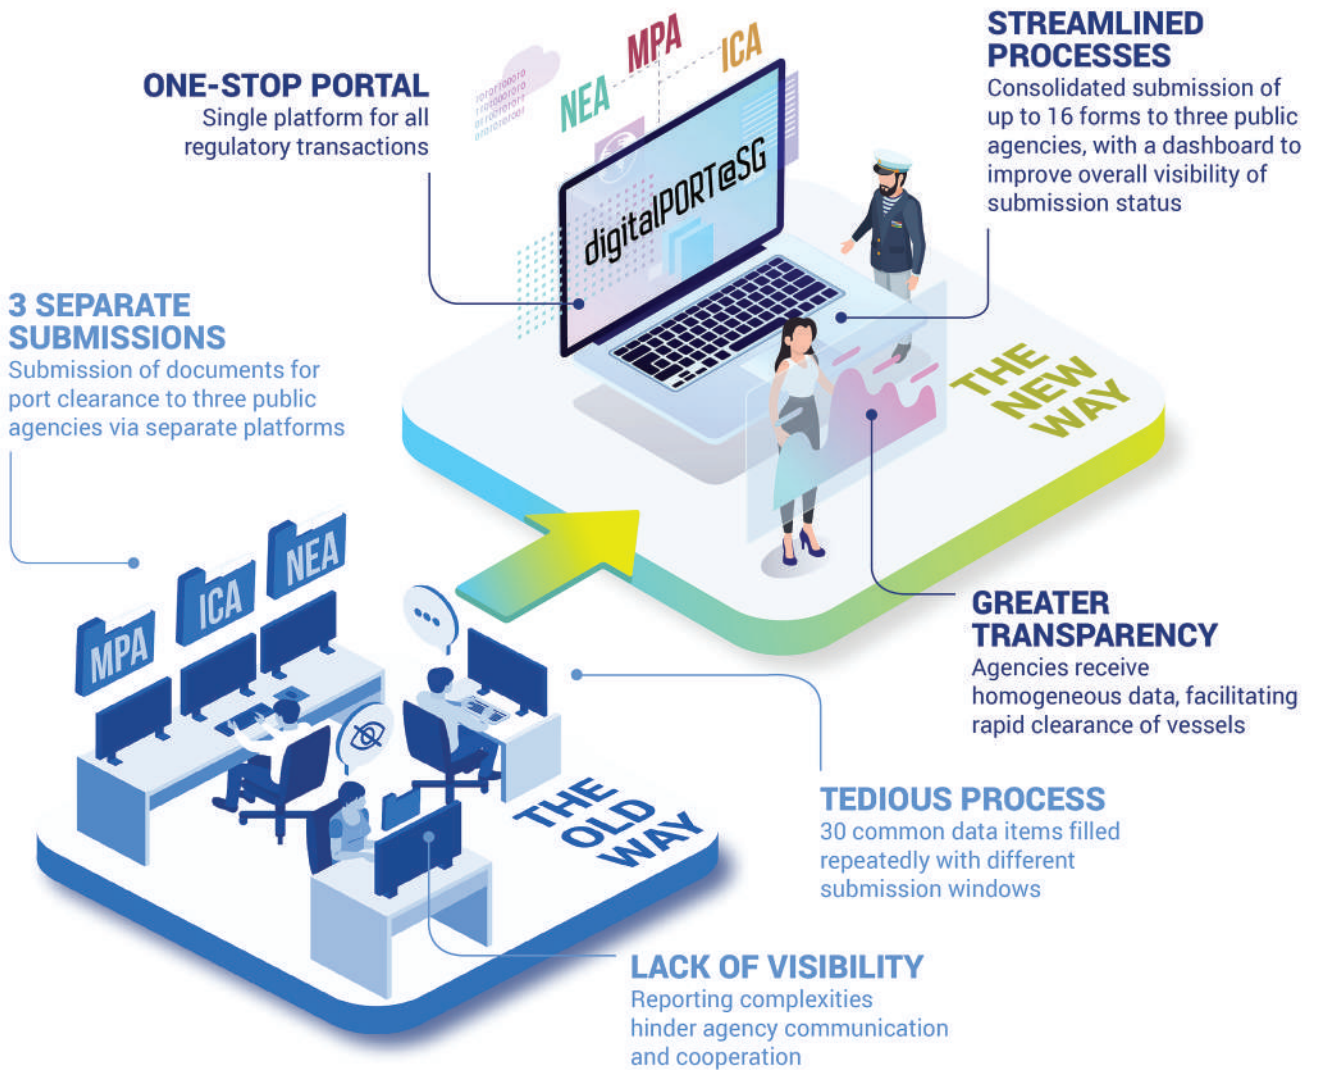 ONE-STOP PORTAL
Single platform for all
regulatory transactions
NEA
MPA
ICA
digitalPORT@SG
STREAMLINED
PROCESSES
Consolidated submission of
up to 16 forms to three public
agencies, with a dashboard to
improve overall visibility of
submission status
3 SEPARATE
SUBMISSIONS
Submission of documents for
port clearance to three public
agencies via separate platforms
THE
NEW
WAY
MPA
ICA
NEA
GREATER
TRANSPARENCY
Agencies receive
homogeneous data, facilitating
rapid clearance of vessels
THE
OLD
WAY
TEDIOUS PROCESS
30 common data items filled
repeatedly with different
submission windows
LACK OF VISIBILITY
Reporting complexities
hinder agency communication
and cooperation